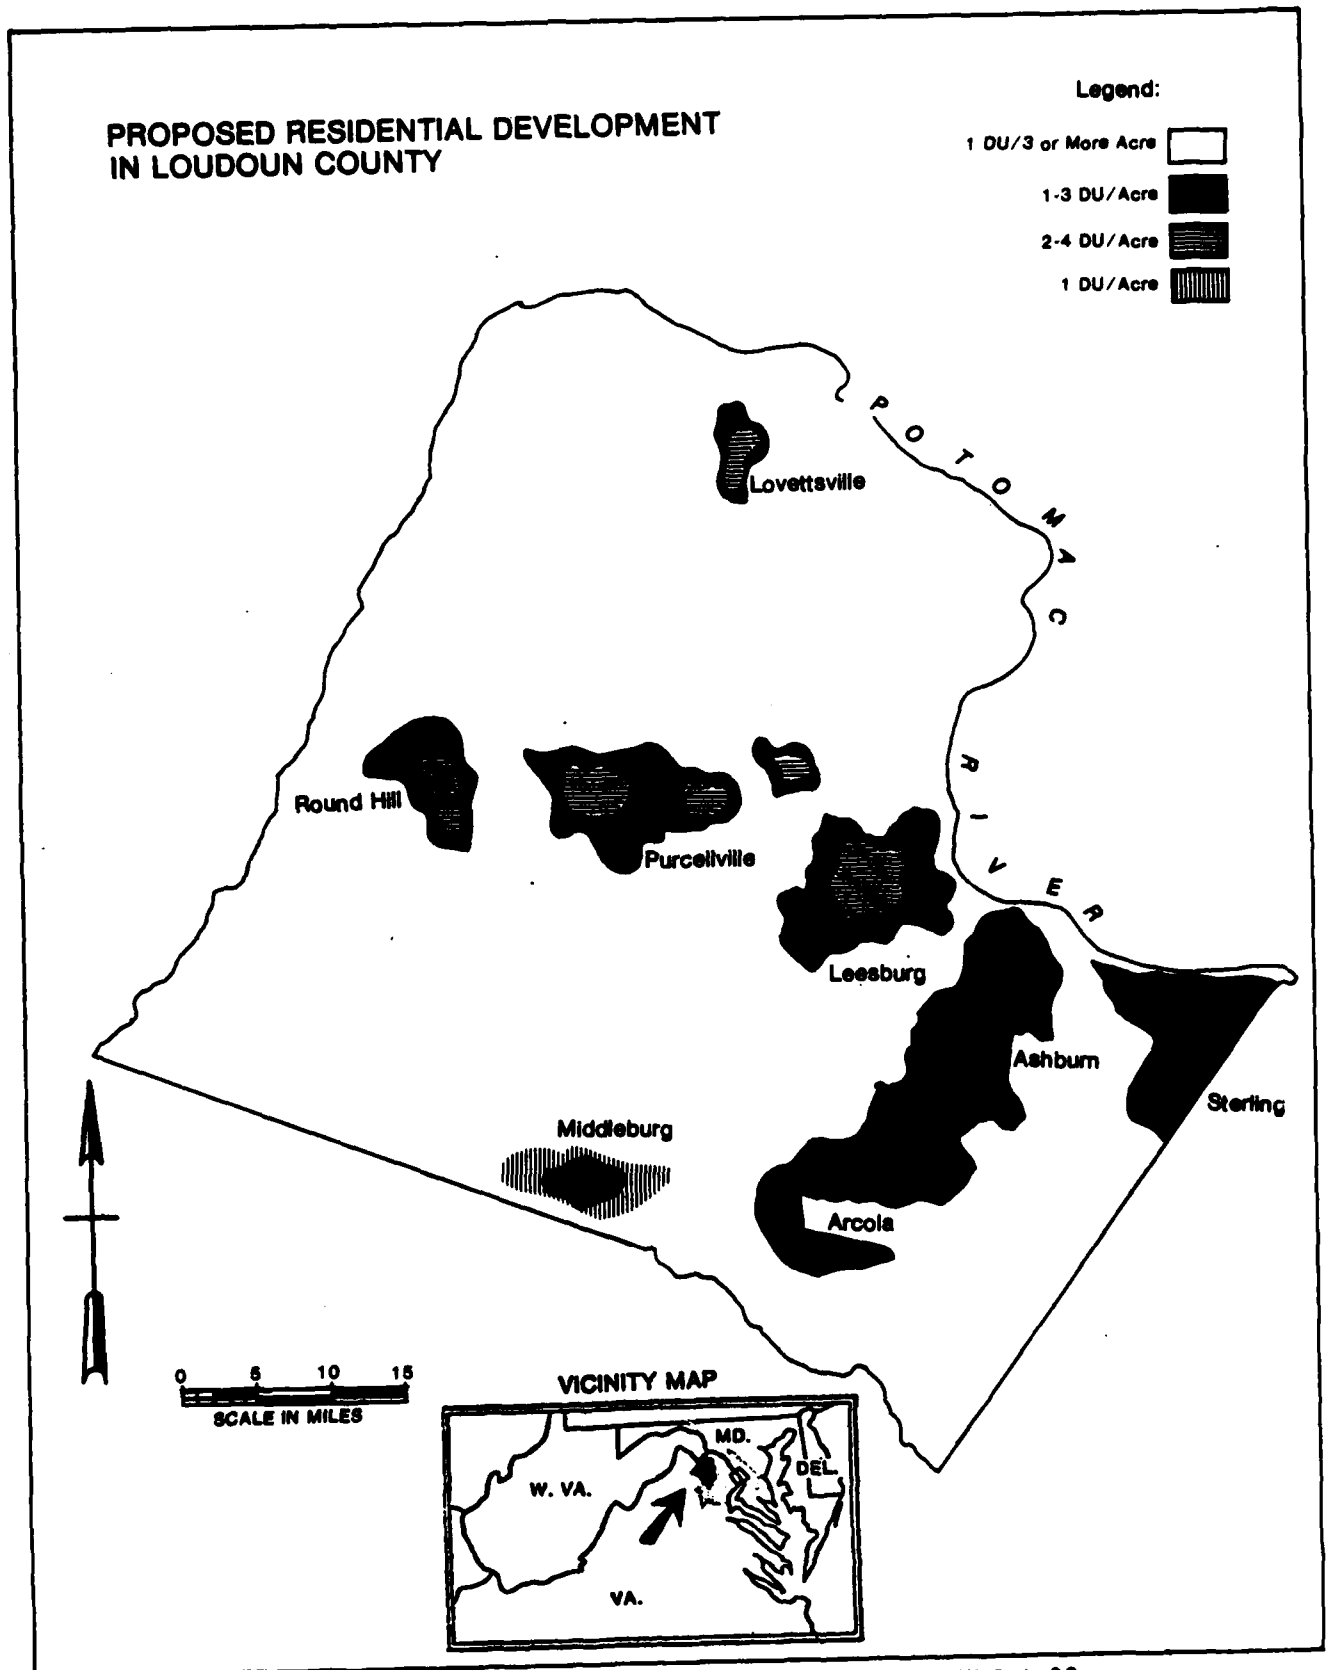 Legend:
PROPOSED RESIDENTIAL DEVELOPMENT
IN LOUDOUN COUNTY
1 DU/3 or More Acre
1-3 DU/Acre
2-4 DU/Acre
1 DU/Acre
POTOMAC RIVER
Lovettsville
Round Hill
Purcellville
Leesburg
Ashburn
Sterling
Middleburg
Arcola
0 5 10 15
SCALE IN MILES
VICINITY MAP
MD.
DEL.
W. VA.
VA.